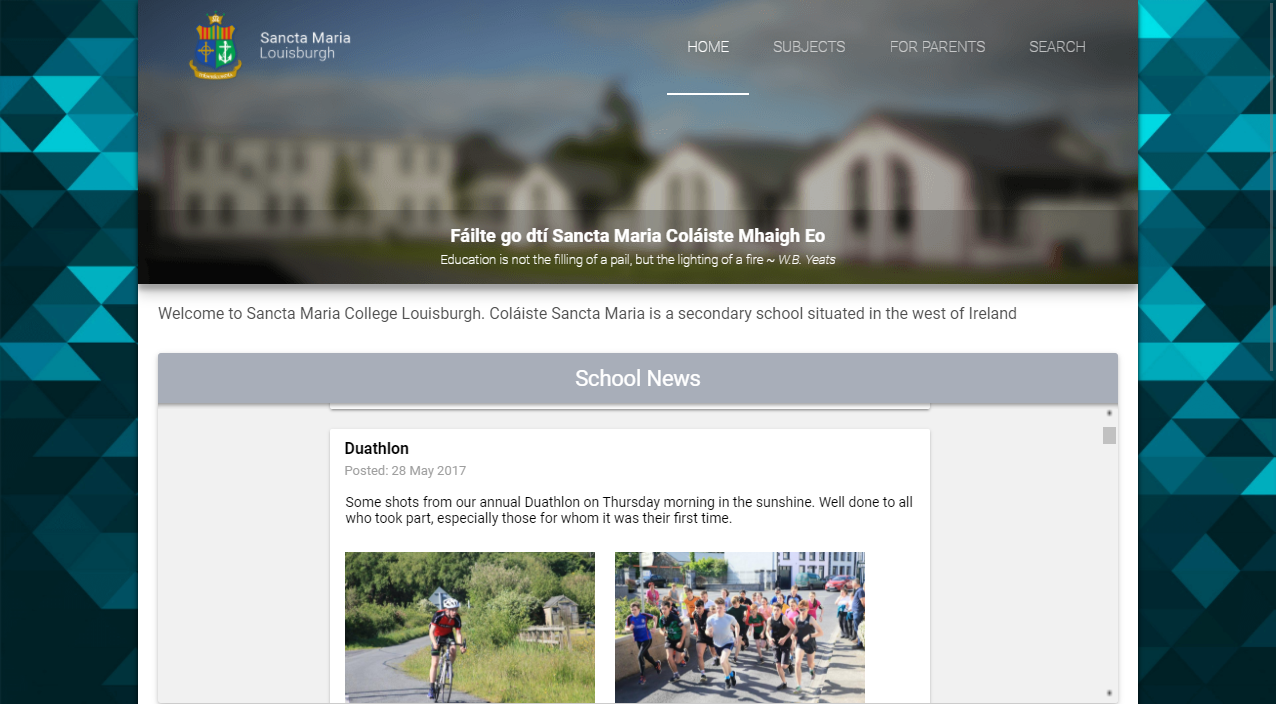 Sancta Maria
Louisburgh
HOME
SUBJECTS
FOR PARENTS
SEARCH
Fáilte go dtí Sancta Maria Coláiste Mhaigh Eo
Education is not the filling of a pail, but the lighting of a fire ~ W.B. Yeats
Welcome to Sancta Maria College Louisburgh. Coláiste Sancta Maria is a secondary school situated in the west of Ireland
School News
Duathlon
Posted: 28 May 2017
Some shots from our annual Duathlon on Thursday morning in the sunshine. Well done to all
who took part, especially those for whom it was their first time.